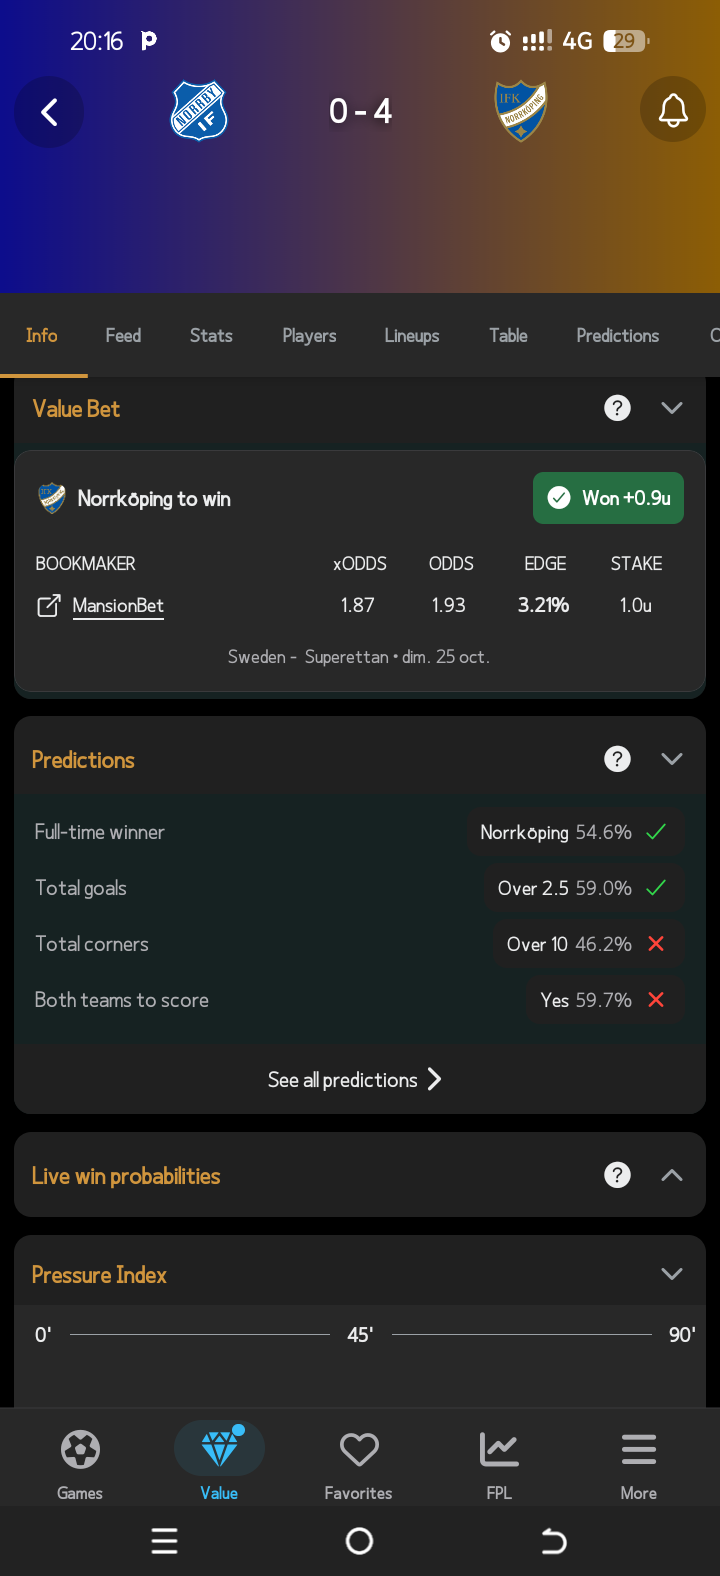 20:16 4G 29
NORRBY IF 0 - 4 IFK NORRKÖPING
Info Feed Stats Players Lineups Table Predictions
Value Bet ?
Norrköping to win Won +0.9u
BOOKMAKER xODDS ODDS EDGE STAKE
MansionBet 1.87 1.93 3.21% 1.0u
Sweden - Superettan • dim. 25 oct.
Predictions ?
Full-time winner Norrköping 54.6%
Total goals Over 2.5 59.0%
Total corners Over 10 46.2%
Both teams to score Yes 59.7%
See all predictions
Live win probabilities ?
Pressure Index
0' 45' 90'
Games Value Favorites FPL More